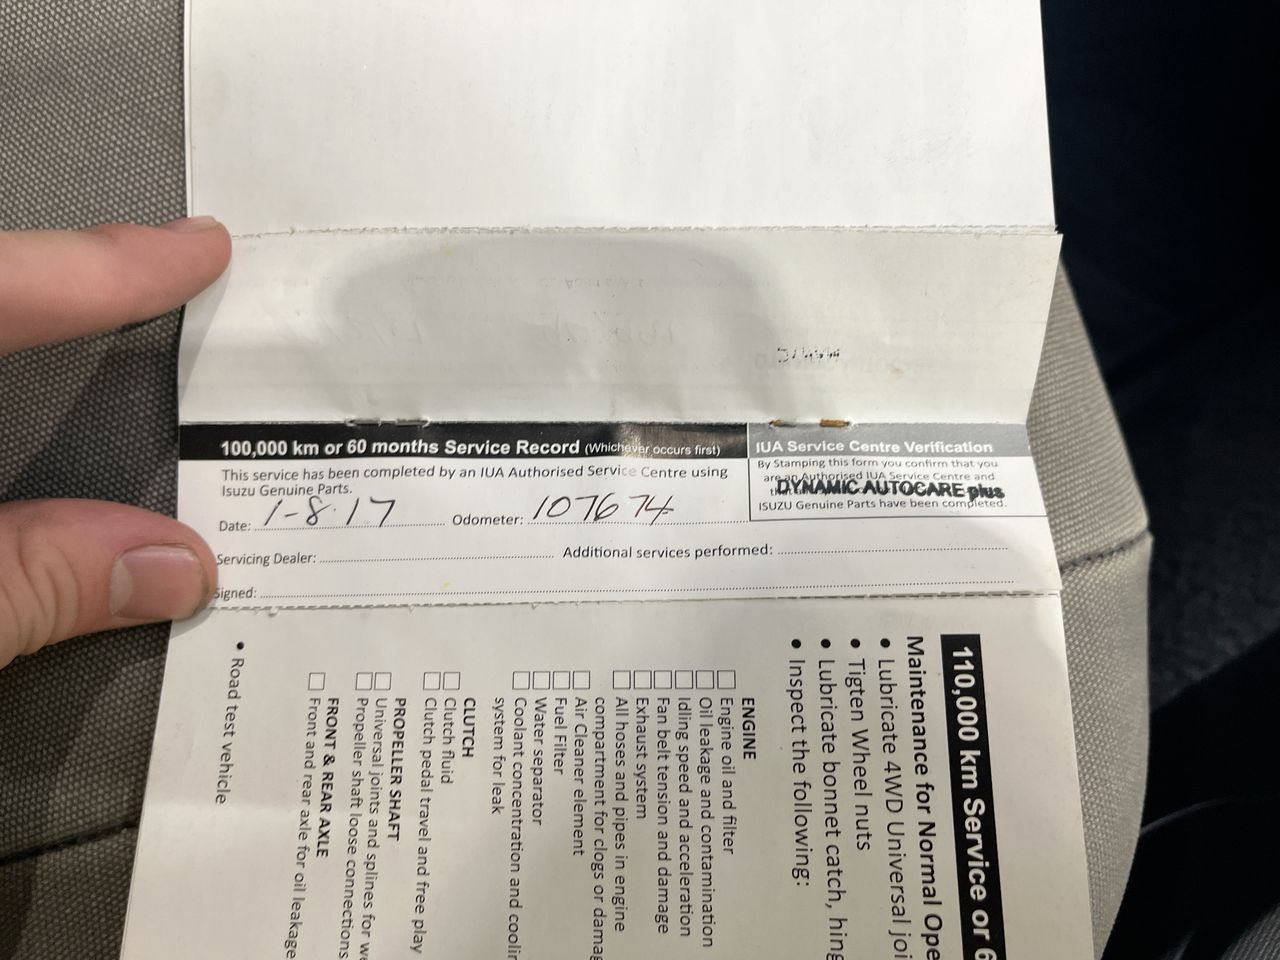 100,000 km or 60 months Service Record (Whichever occurs first)
IUA Service Centre Verification
This service has been completed by an IUA Authorised Service Centre using
Isuzu Genuine Parts.
By Stamping this form you confirm that you
are an Authorised IUA Service Centre and
DYNAMIC AUTOCARE plus
ISUZU Genuine Parts have been completed.
Date: 1-8-17 Odometer: 107674
Servicing Dealer: Additional services performed:
Signed:
110,000 km Service or 6
Maintenance for Normal Ope
• Lubricate 4WD Universal joi
• Tigten Wheel nuts
• Lubricate bonnet catch, hing
• Inspect the following:
ENGINE
Engine oil and filter
Oil leakage and contamination
Idling speed and acceleration
Fan belt tension and damage
Exhaust system
All hoses and pipes in engine
compartment for clogs or damag
Air Cleaner element
Fuel Filter
Water separator
Coolant concentration and coolin
system for leak
CLUTCH
Clutch fluid
Clutch pedal travel and free play
PROPELLER SHAFT
Universal joints and splines for we
Propeller shaft loose connections
FRONT & REAR AXLE
Front and rear axle for oil leakage
• Road test vehicle